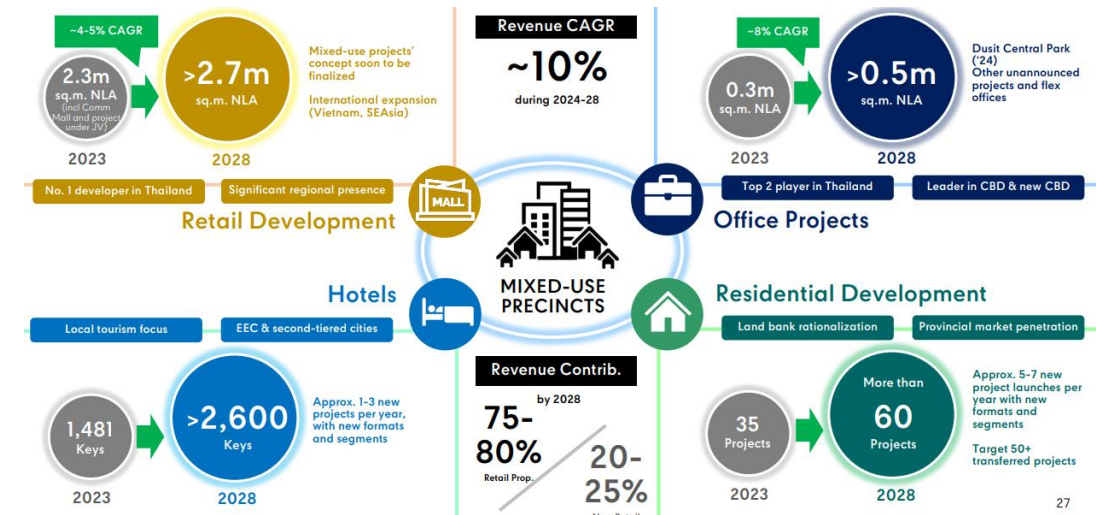 ~4-5% CAGR
2.3m
sq.m. NLA
(incl Comm
Mall and project
under JV)
2023
>2.7m
sq.m. NLA
2028
Mixed-use projects'
concept soon to be
finalized
International expansion
(Vietnam, SEAsia)
No. 1 developer in Thailand
Significant regional presence
Retail Development
Revenue CAGR
~10%
during 2024-28
~8% CAGR
0.3m
sq.m. NLA
2023
>0.5m
sq.m. NLA
2028
Dusit Central Park
('24)
Other unannounced
projects and flex
offices
Top 2 player in Thailand
Leader in CBD & new CBD
Office Projects
MALL
MIXED-USE
PRECINCTS
Hotels
Local tourism focus
EEC & second-tiered cities
1,481
Keys
2023
>2,600
Keys
2028
Approx. 1-3 new
projects per year,
with new formats
and segments
Revenue Contrib.
by 2028
75-
80%
Retail Prop.
20-
25%
Residential Development
Land bank rationalization
Provincial market penetration
35
Projects
2023
More than
60
Projects
2028
Approx. 5-7 new
project launches per
year with new
formats and
segments
Target 50+
transferred projects
27